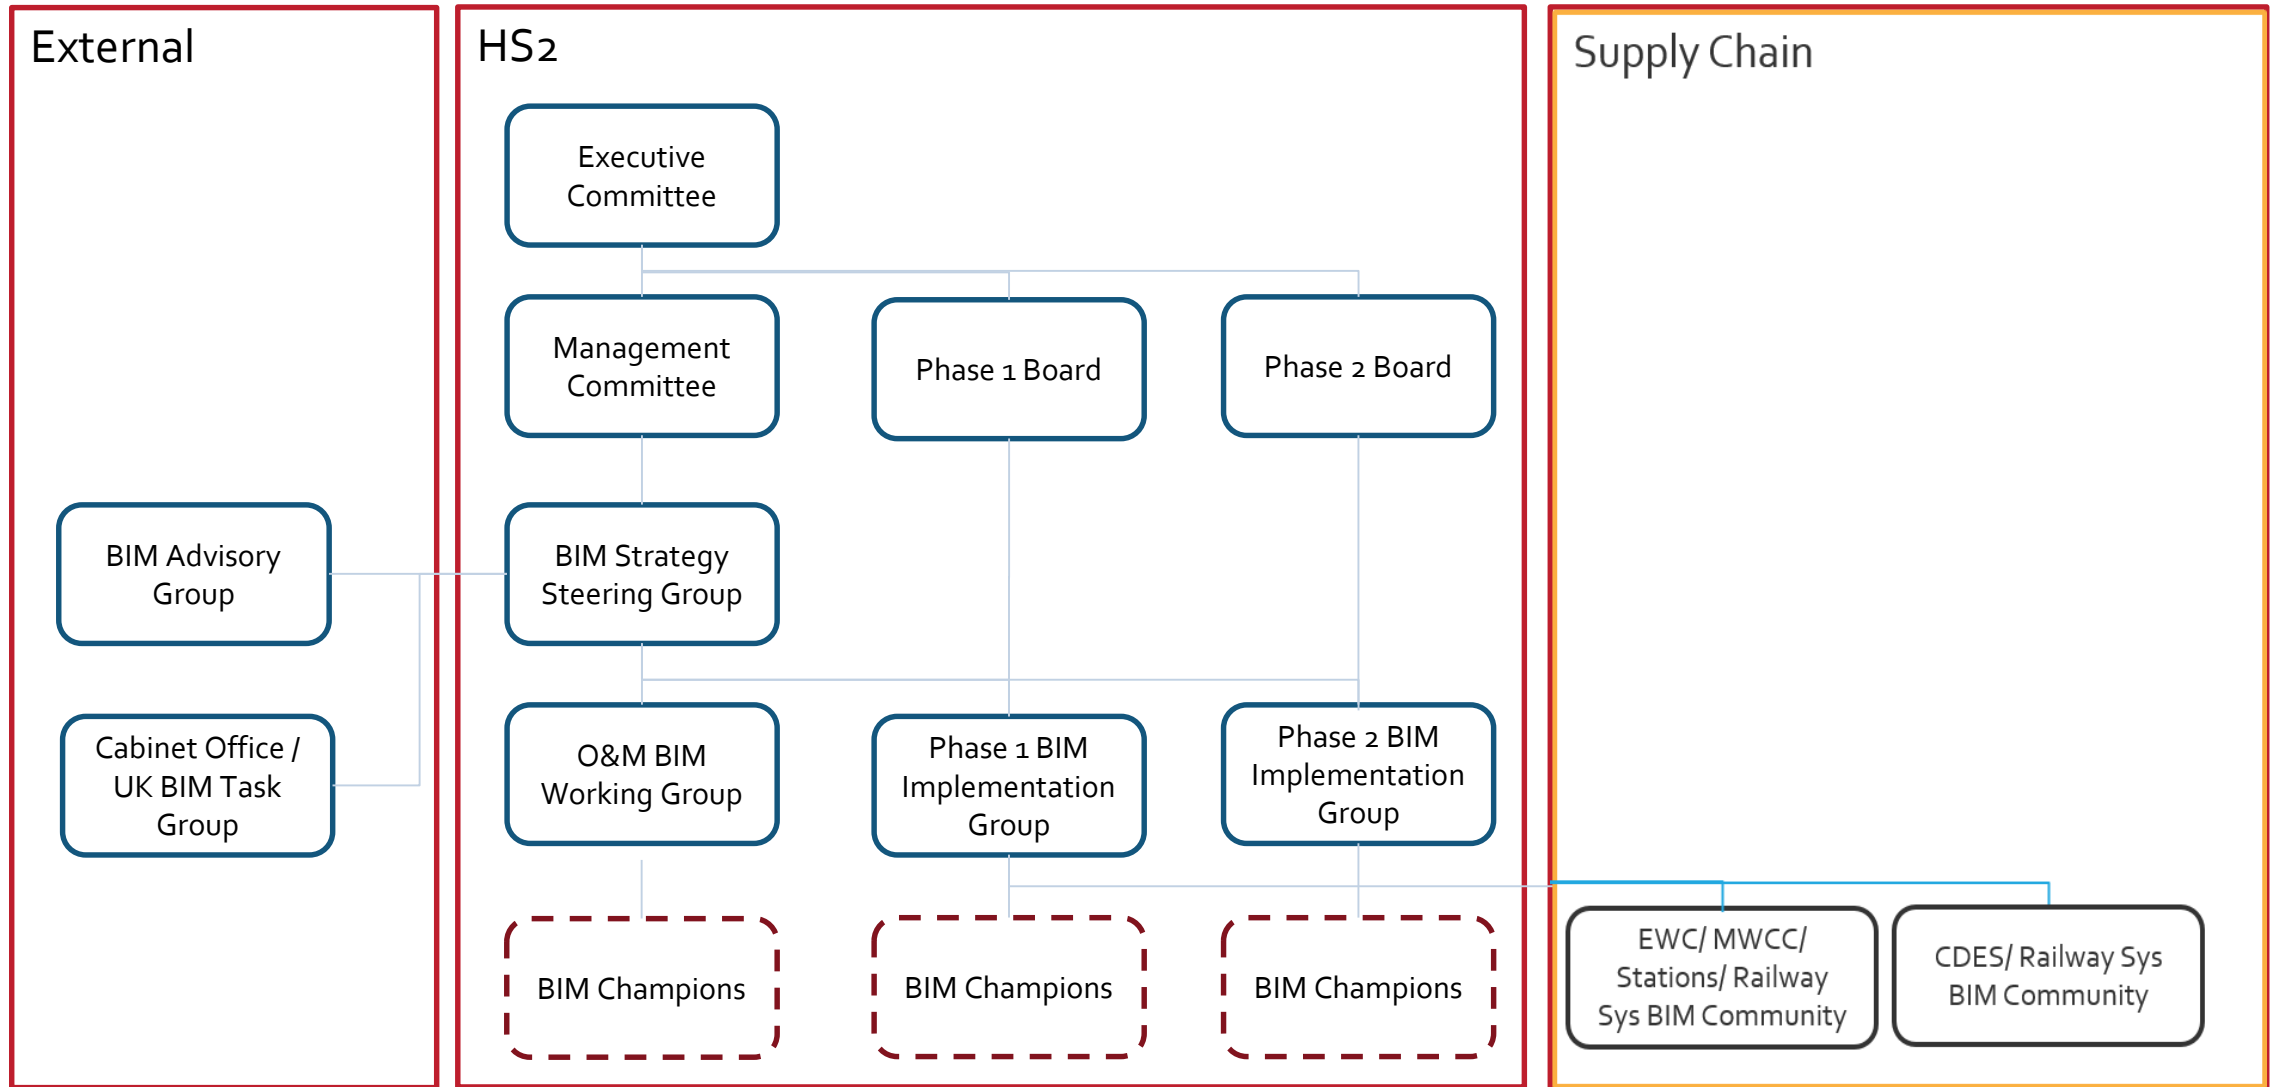 External
HS2
Supply Chain
Executive
Committee
Management
Committee
Phase 1 Board
Phase 2 Board
BIM Advisory
Group
BIM Strategy
Steering Group
Cabinet Office /
UK BIM Task
Group
O&M BIM
Working Group
Phase 1 BIM
Implementation
Group
Phase 2 BIM
Implementation
Group
BIM Champions
BIM Champions
BIM Champions
EWC/ MWCC/
Stations/ Railway
Sys BIM Community
CDES/ Railway Sys
BIM Community